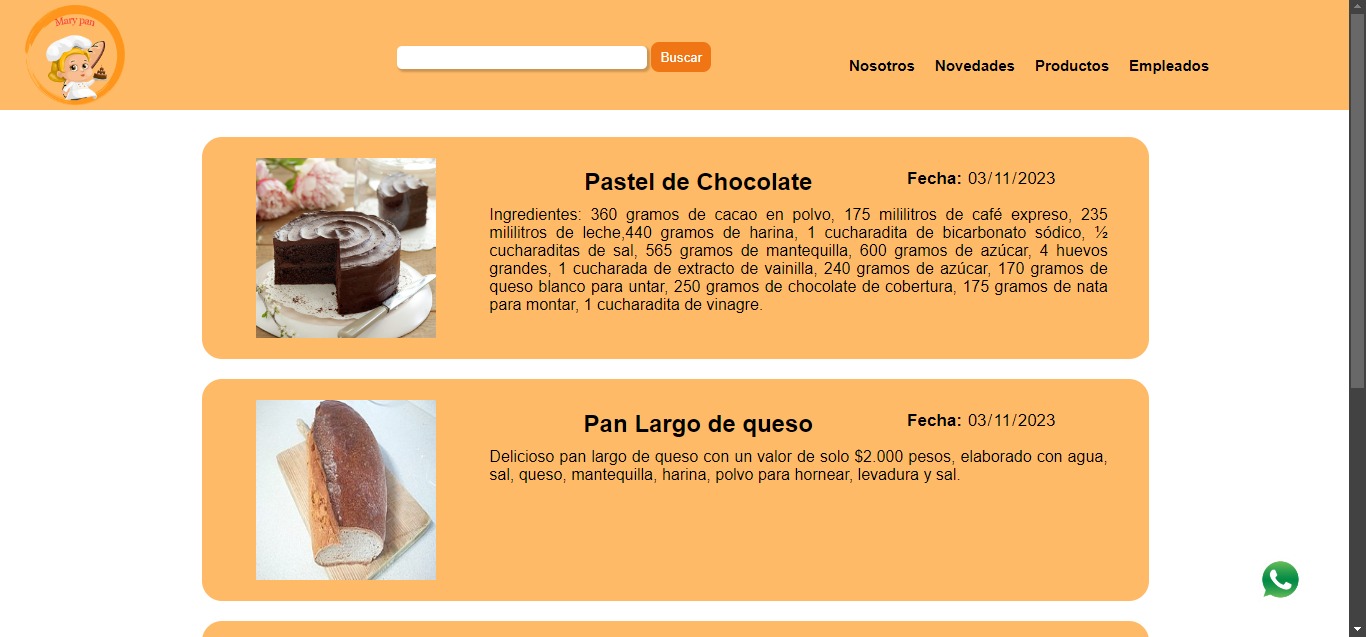 Mary pan
Buscar
Nosotros Novedades Productos Empleados
Pastel de Chocolate
Fecha: 03/11/2023
Ingredientes: 360 gramos de cacao en polvo, 175 mililitros de café expreso, 235
mililitros de leche,440 gramos de harina, 1 cucharadita de bicarbonato sódico, ½
cucharaditas de sal, 565 gramos de mantequilla, 600 gramos de azúcar, 4 huevos
grandes, 1 cucharada de extracto de vainilla, 240 gramos de azúcar, 170 gramos de
queso blanco para untar, 250 gramos de chocolate de cobertura, 175 gramos de nata
para montar, 1 cucharadita de vinagre.
Pan Largo de queso
Fecha: 03/11/2023
Delicioso pan largo de queso con un valor de solo $2.000 pesos, elaborado con agua,
sal, queso, mantequilla, harina, polvo para hornear, levadura y sal.